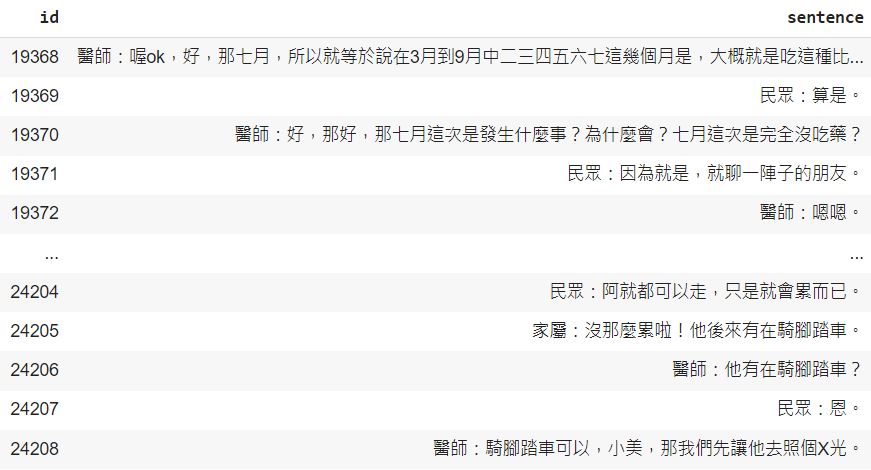 id sentence
19368 醫師：喔ok，好，那七月，所以就等於說在3月到9月中二三四五六七這幾個月是，大概就是吃這種比...
19369 民眾：算是。
19370 醫師：好，那好，那七月這次是發生什麼事？為什麼會？七月這次是完全沒吃藥？
19371 民眾：因為就是，就聊一陣子的朋友。
19372 醫師：嗯嗯。
... ...
24204 民眾：阿就都可以走，只是就會累而已。
24205 家屬：沒那麼累啦！他後來有在騎腳踏車。
24206 醫師：他有在騎腳踏車？
24207 民眾：恩。
24208 醫師：騎腳踏車可以，小美，那我們先讓他去照個X光。